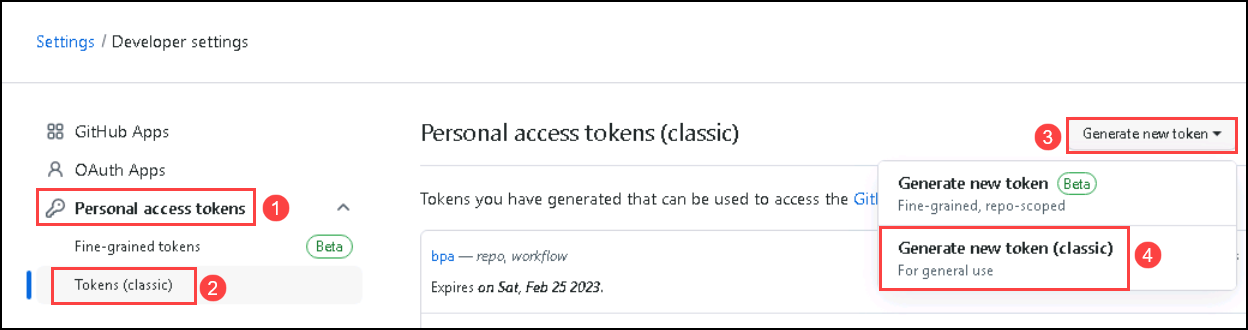 Settings / Developer settings
GitHub Apps
OAuth Apps
Personal access tokens 1
Fine-grained tokens Beta
Tokens (classic) 2
Personal access tokens (classic)
3 Generate new token
Tokens you have generated that can be used to access the
bpa — repo, workflow
Expires on Sat, Feb 25 2023.
Generate new token Beta
Fine-grained, repo-scoped
Generate new token (classic) 4
For general use